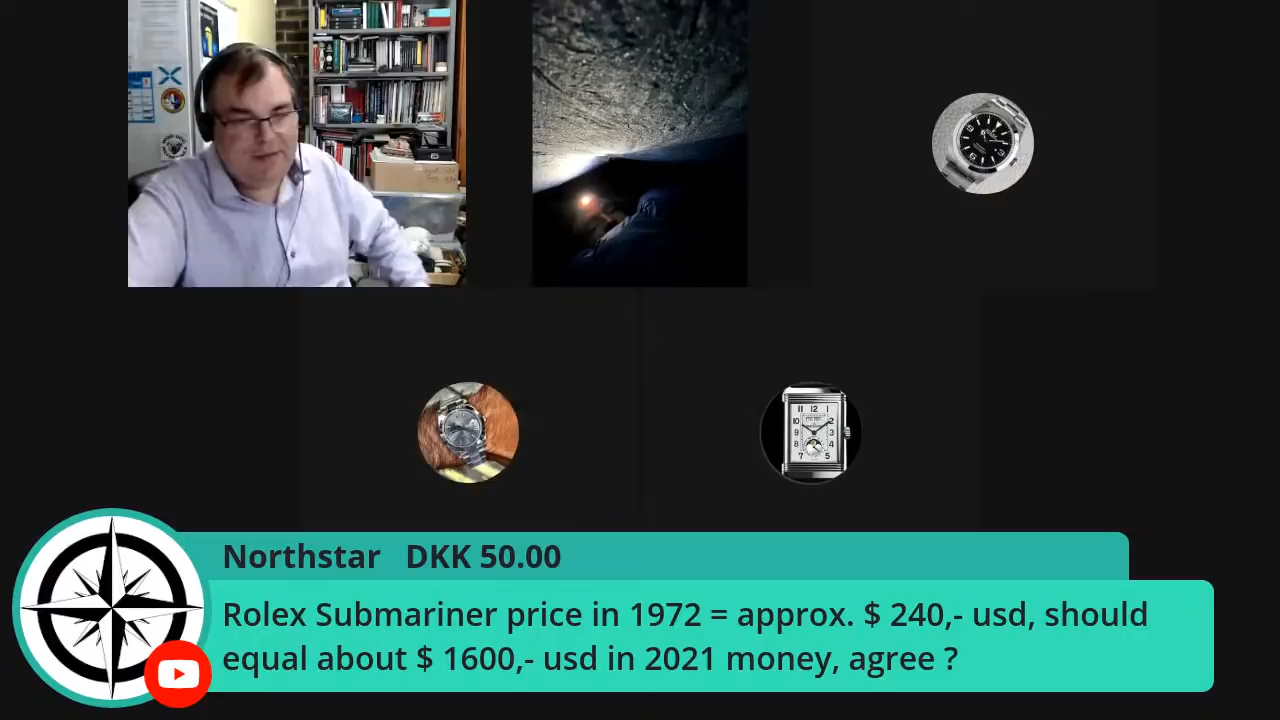 Northstar DKK 50.00
Rolex Submariner price in 1972 = approx. $ 240,- usd, should
equal about $ 1600,- usd in 2021 money, agree ?